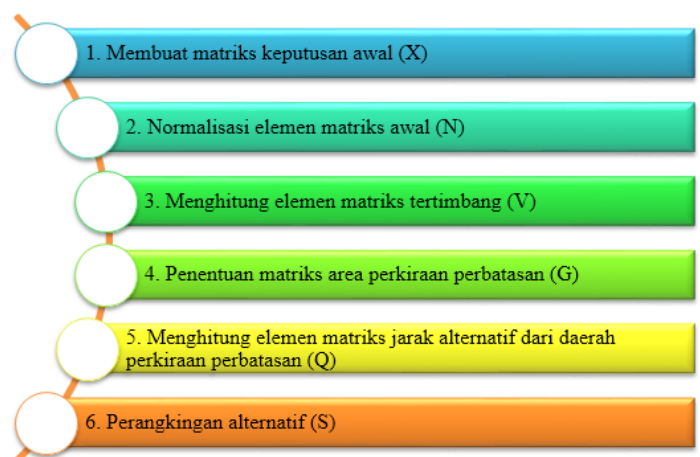 1. Membuat matriks keputusan awal (X)
2. Normalisasi elemen matriks awal (N)
3. Menghitung elemen matriks tertimbang (V)
4. Penentuan matriks area perkiraan perbatasan (G)
5. Menghitung elemen matriks jarak alternatif dari daerah
perkiraan perbatasan (Q)
6. Perangkingan alternatif (S)